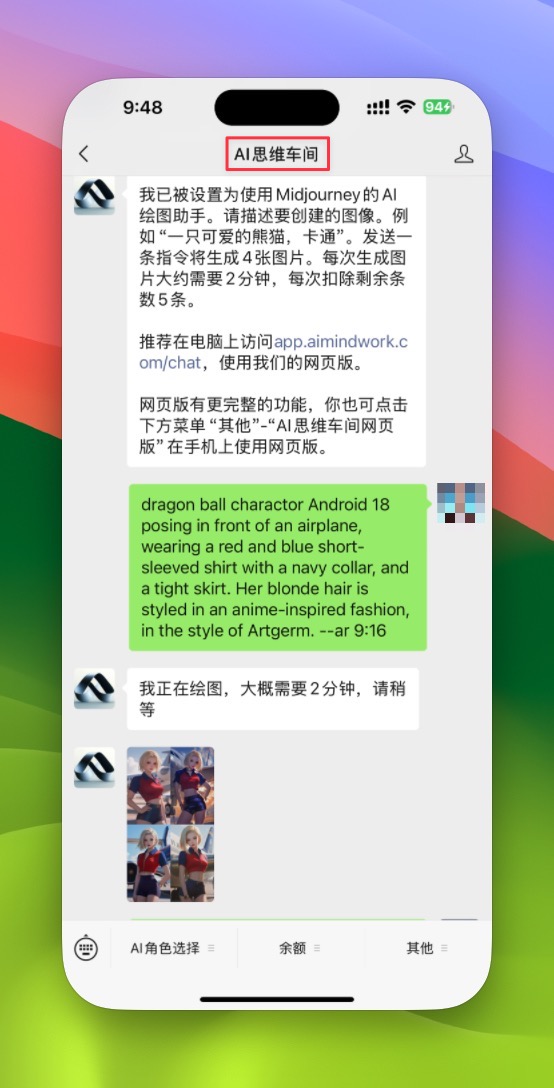 9:48
94
AI思维车间
我已被设置为使用Midjourney的AI
绘图助手。请描述要创建的图像。例
如“一只可爱的熊猫，卡通”。发送一
条指令将生成4张图片。每次生成图
片大约需要2分钟，每次扣除剩余条
数5条。
推荐在电脑上访问app.aimindwork.c
om/chat，使用我们的网页版。
网页版有更完整的功能，你也可点击
下方菜单“其他”-“AI思维车间网页
版”在手机上使用网页版。
dragon ball charactor Android 18
posing in front of an airplane,
wearing a red and blue short-
sleeved shirt with a navy collar, and
a tight skirt. Her blonde hair is
styled in an anime-inspired fashion,
in the style of Artgerm. --ar 9:16
我正在绘图，大概需要2分钟，请稍
等
AI角色选择
余额
其他